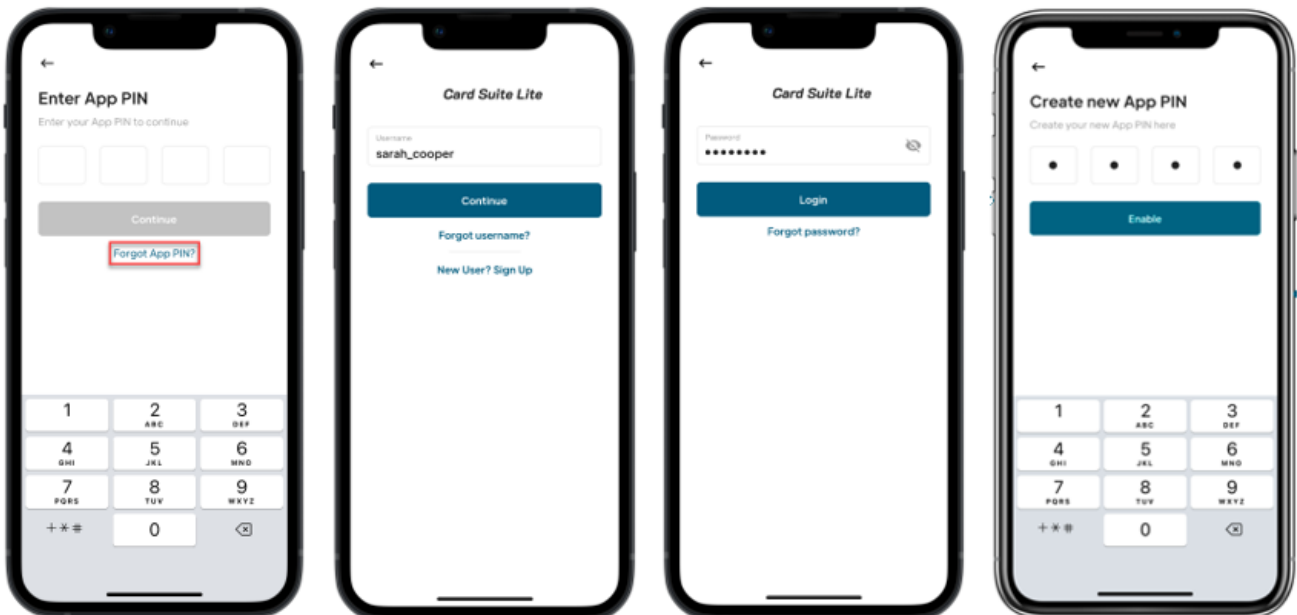 Enter App PIN
Enter your App PIN to continue
Continue
Forgot App PIN?
1
2
ABC
3
DEF
4
GHI
5
JKL
6
MNO
7
PQRS
8
TUV
9
WXYZ
+*#
0
Card Suite Lite
Username
sarah_cooper
Continue
Forgot username?
New User? Sign Up
Card Suite Lite
Password
••••••••
Login
Forgot password?
Create new App PIN
Create your new App PIN here
• • • •
Enable
1
2
ABC
3
DEF
4
GHI
5
JKL
6
MNO
7
PQRS
8
TUV
9
WXYZ
+*#
0